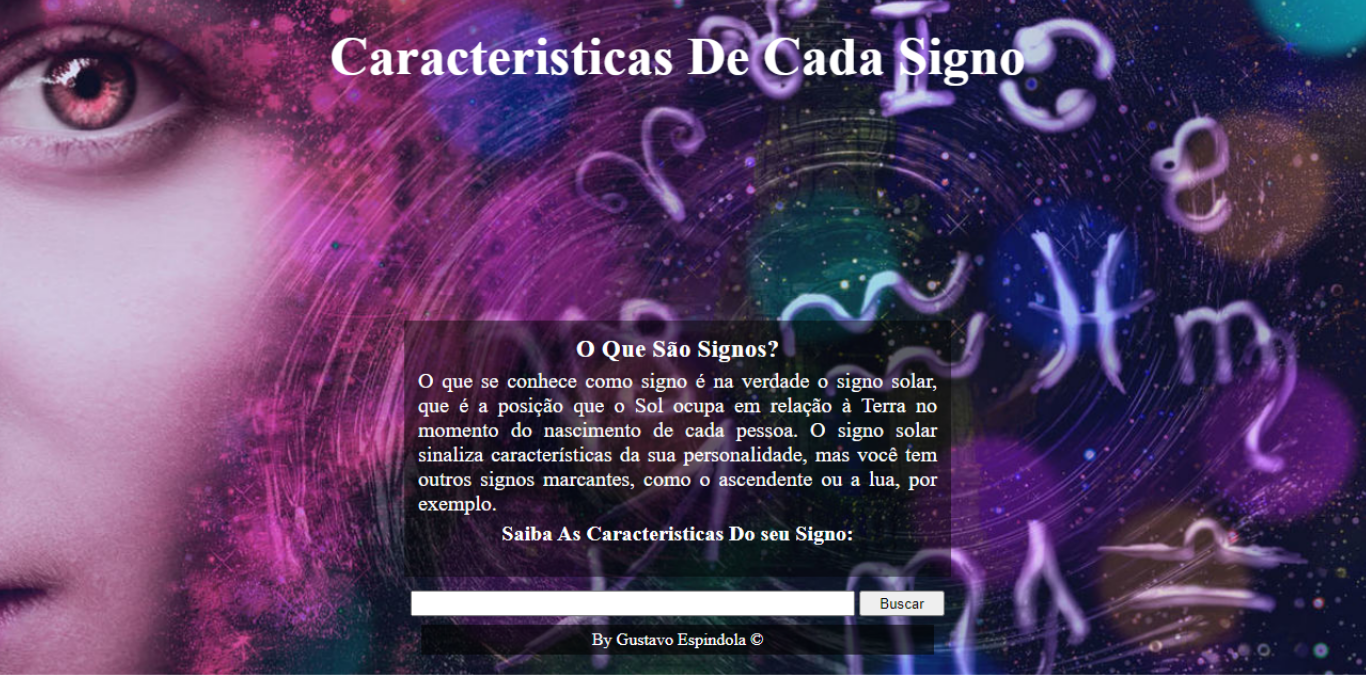 Caracteristicas De Cada Signo
O Que São Signos?
O que se conhece como signo é na verdade o signo solar,
que é a posição que o Sol ocupa em relação à Terra no
momento do nascimento de cada pessoa. O signo solar
sinaliza características da sua personalidade, mas você tem
outros signos marcantes, como o ascendente ou a lua, por
exemplo.
Saiba As Caracteristicas Do seu Signo:
Buscar
By Gustavo Espindola ©